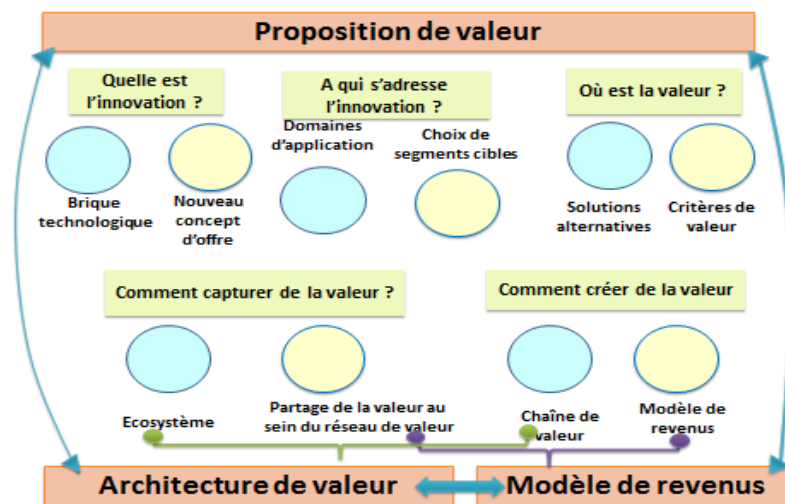 Proposition de valeur
Quelle est
l'innovation ?
A qui s'adresse
l'innovation ?
Où est la valeur ?
Domaines
d'application
Choix de
segments cibles
Brique
technologique
Nouveau
concept
d'offre
Solutions
alternatives
Critères de
valeur
Comment capturer de la valeur ?
Comment créer de la valeur
Ecosystème
Partage de la valeur au
sein du réseau de valeur
Chaîne de
valeur
Modèle de
revenus
Architecture de valeur
Modèle de revenus